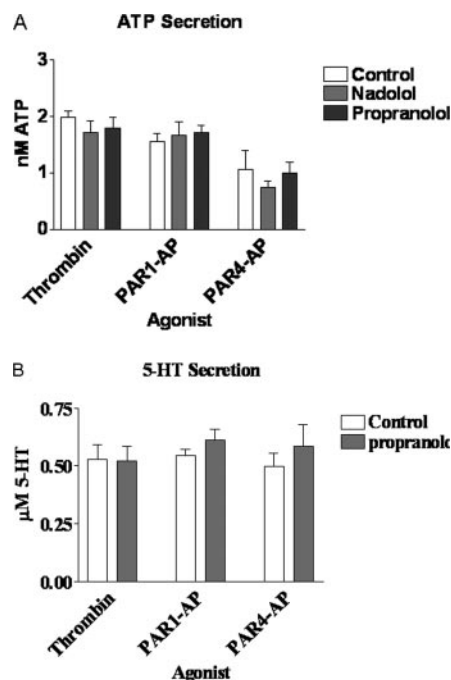 A
ATP Secretion
3
2
1
0
nM ATP
Control
Nadolol
Propranolol
Thrombin
PAR1-AP
PAR4-AP
Agonist
B
5-HT Secretion
0.75
0.50
0.25
0.00
μM 5-HT
Control
propranolo
Thrombin
PAR1-AP
PAR4-AP
Agonist